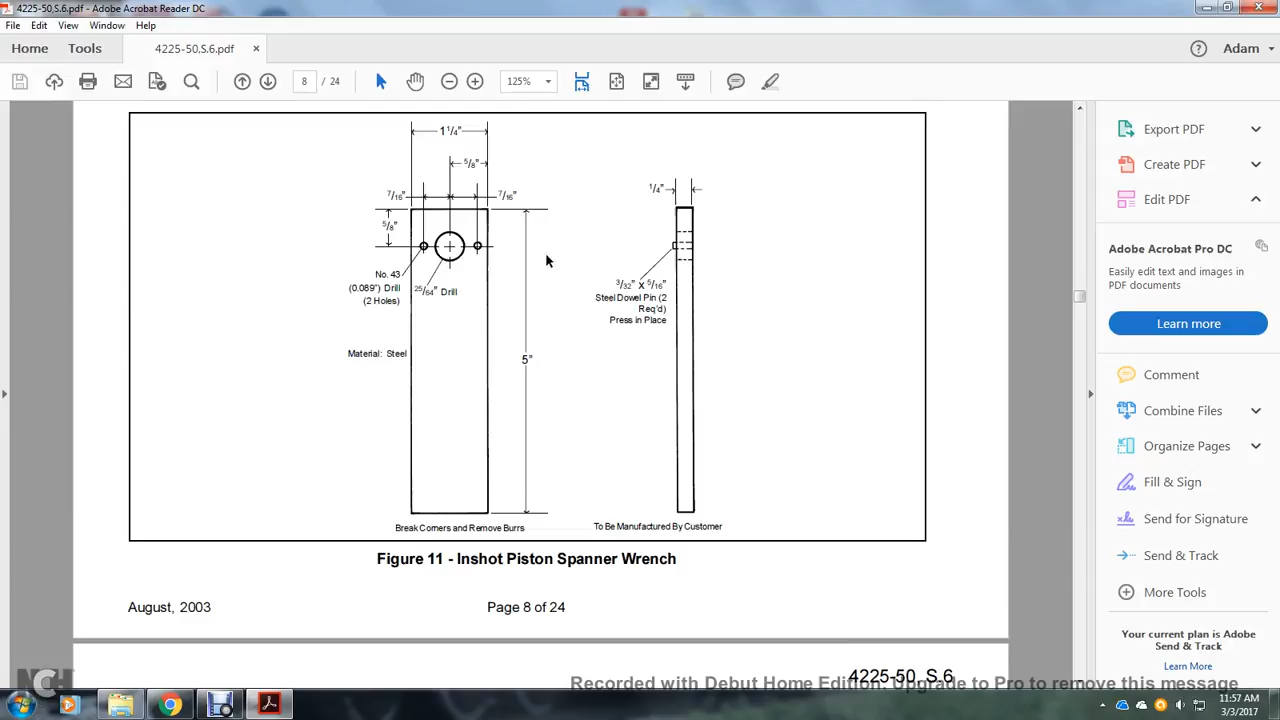 4225-50,S.6.pdf - Adobe Acrobat Reader DC
File Edit View Window Help
Home Tools 4225-50,S.6.pdf × Adam
8 / 24 125%
1 1/4"
5/8"
7/16" 7/16"
5/8"
1/4"
No. 43
(0.089") Drill
(2 Holes)
25/64" Drill
3/32" x 5/16"
Steel Dowel Pin (2
Req'd)
Press in Place
Material: Steel
5"
Break Corners and Remove Burrs
To Be Manufactured By Customer
Figure 11 - Inshot Piston Spanner Wrench
August, 2003 Page 8 of 24
4225-50, S.6
Export PDF
Create PDF
Edit PDF
Adobe Acrobat Pro DC
Easily edit text and images in
PDF documents
Learn more
Comment
Combine Files
Organize Pages
Fill & Sign
Send for Signature
Send & Track
More Tools
Your current plan is Adobe
Send & Track
Learn More
NCH
Recorded with Debut Home Edition. Upgrade to Pro to remove this message
11:57 AM
3/3/2017